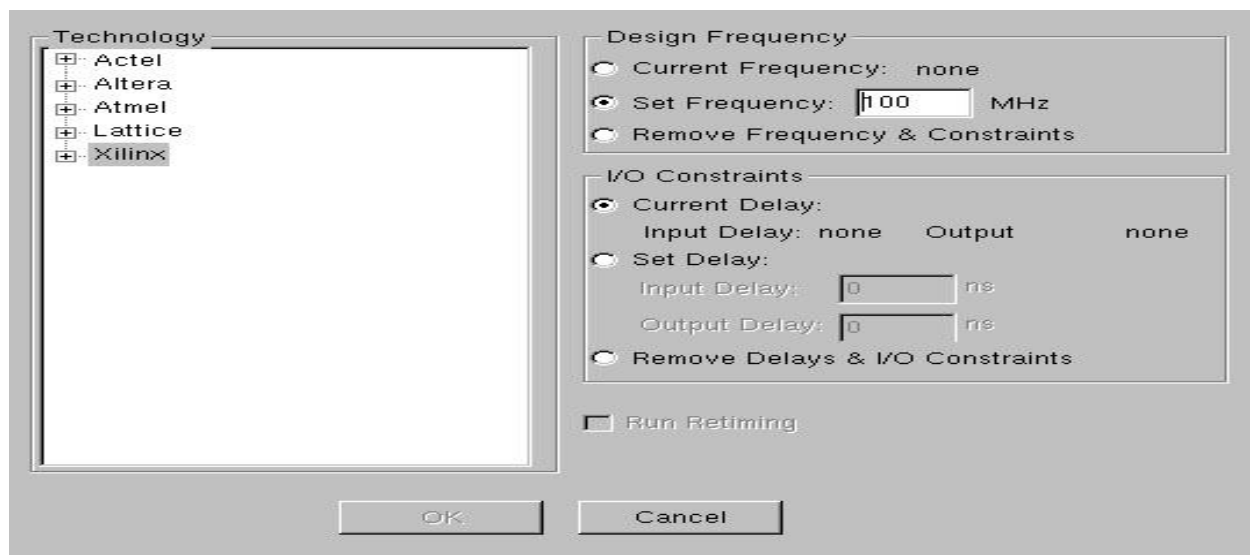 Technology
Actel
Altera
Atmel
Lattice
Xilinx
Design Frequency
Current Frequency: none
Set Frequency: 100 MHz
Remove Frequency & Constraints
I/O Constraints
Current Delay:
Input Delay: none Output none
Set Delay:
Input Delay: 0 ns
Output Delay: 0 ns
Remove Delays & I/O Constraints
Run Retiming
OK Cancel